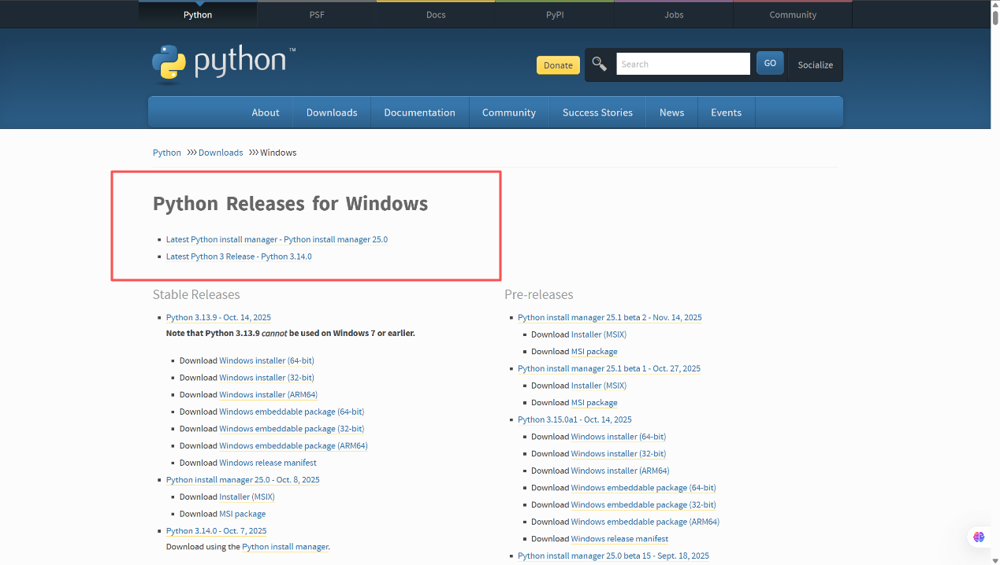 Python
PSF
Docs
PyPI
Jobs
Community
python™
Donate
Search
GO
Socialize
About
Downloads
Documentation
Community
Success Stories
News
Events
Python >>> Downloads >>> Windows
Python Releases for Windows
Latest Python install manager - Python install manager 25.0
Latest Python 3 Release - Python 3.14.0
Stable Releases
Python 3.13.9 - Oct. 14, 2025
Note that Python 3.13.9 cannot be used on Windows 7 or earlier.
Download Windows installer (64-bit)
Download Windows installer (32-bit)
Download Windows installer (ARM64)
Download Windows embeddable package (64-bit)
Download Windows embeddable package (32-bit)
Download Windows embeddable package (ARM64)
Download Windows release manifest
Python install manager 25.0 - Oct. 8, 2025
Download Installer (MSIX)
Download MSI package
Python 3.14.0 - Oct. 7, 2025
Download using the Python install manager.
Pre-releases
Python install manager 25.1 beta 2 - Nov. 14, 2025
Download Installer (MSIX)
Download MSI package
Python install manager 25.1 beta 1 - Oct. 27, 2025
Download Installer (MSIX)
Download MSI package
Python 3.15.0a1 - Oct. 14, 2025
Download Windows installer (64-bit)
Download Windows installer (32-bit)
Download Windows installer (ARM64)
Download Windows embeddable package (64-bit)
Download Windows embeddable package (32-bit)
Download Windows embeddable package (ARM64)
Download Windows release manifest
Python install manager 25.0 beta 15 - Sept. 18, 2025